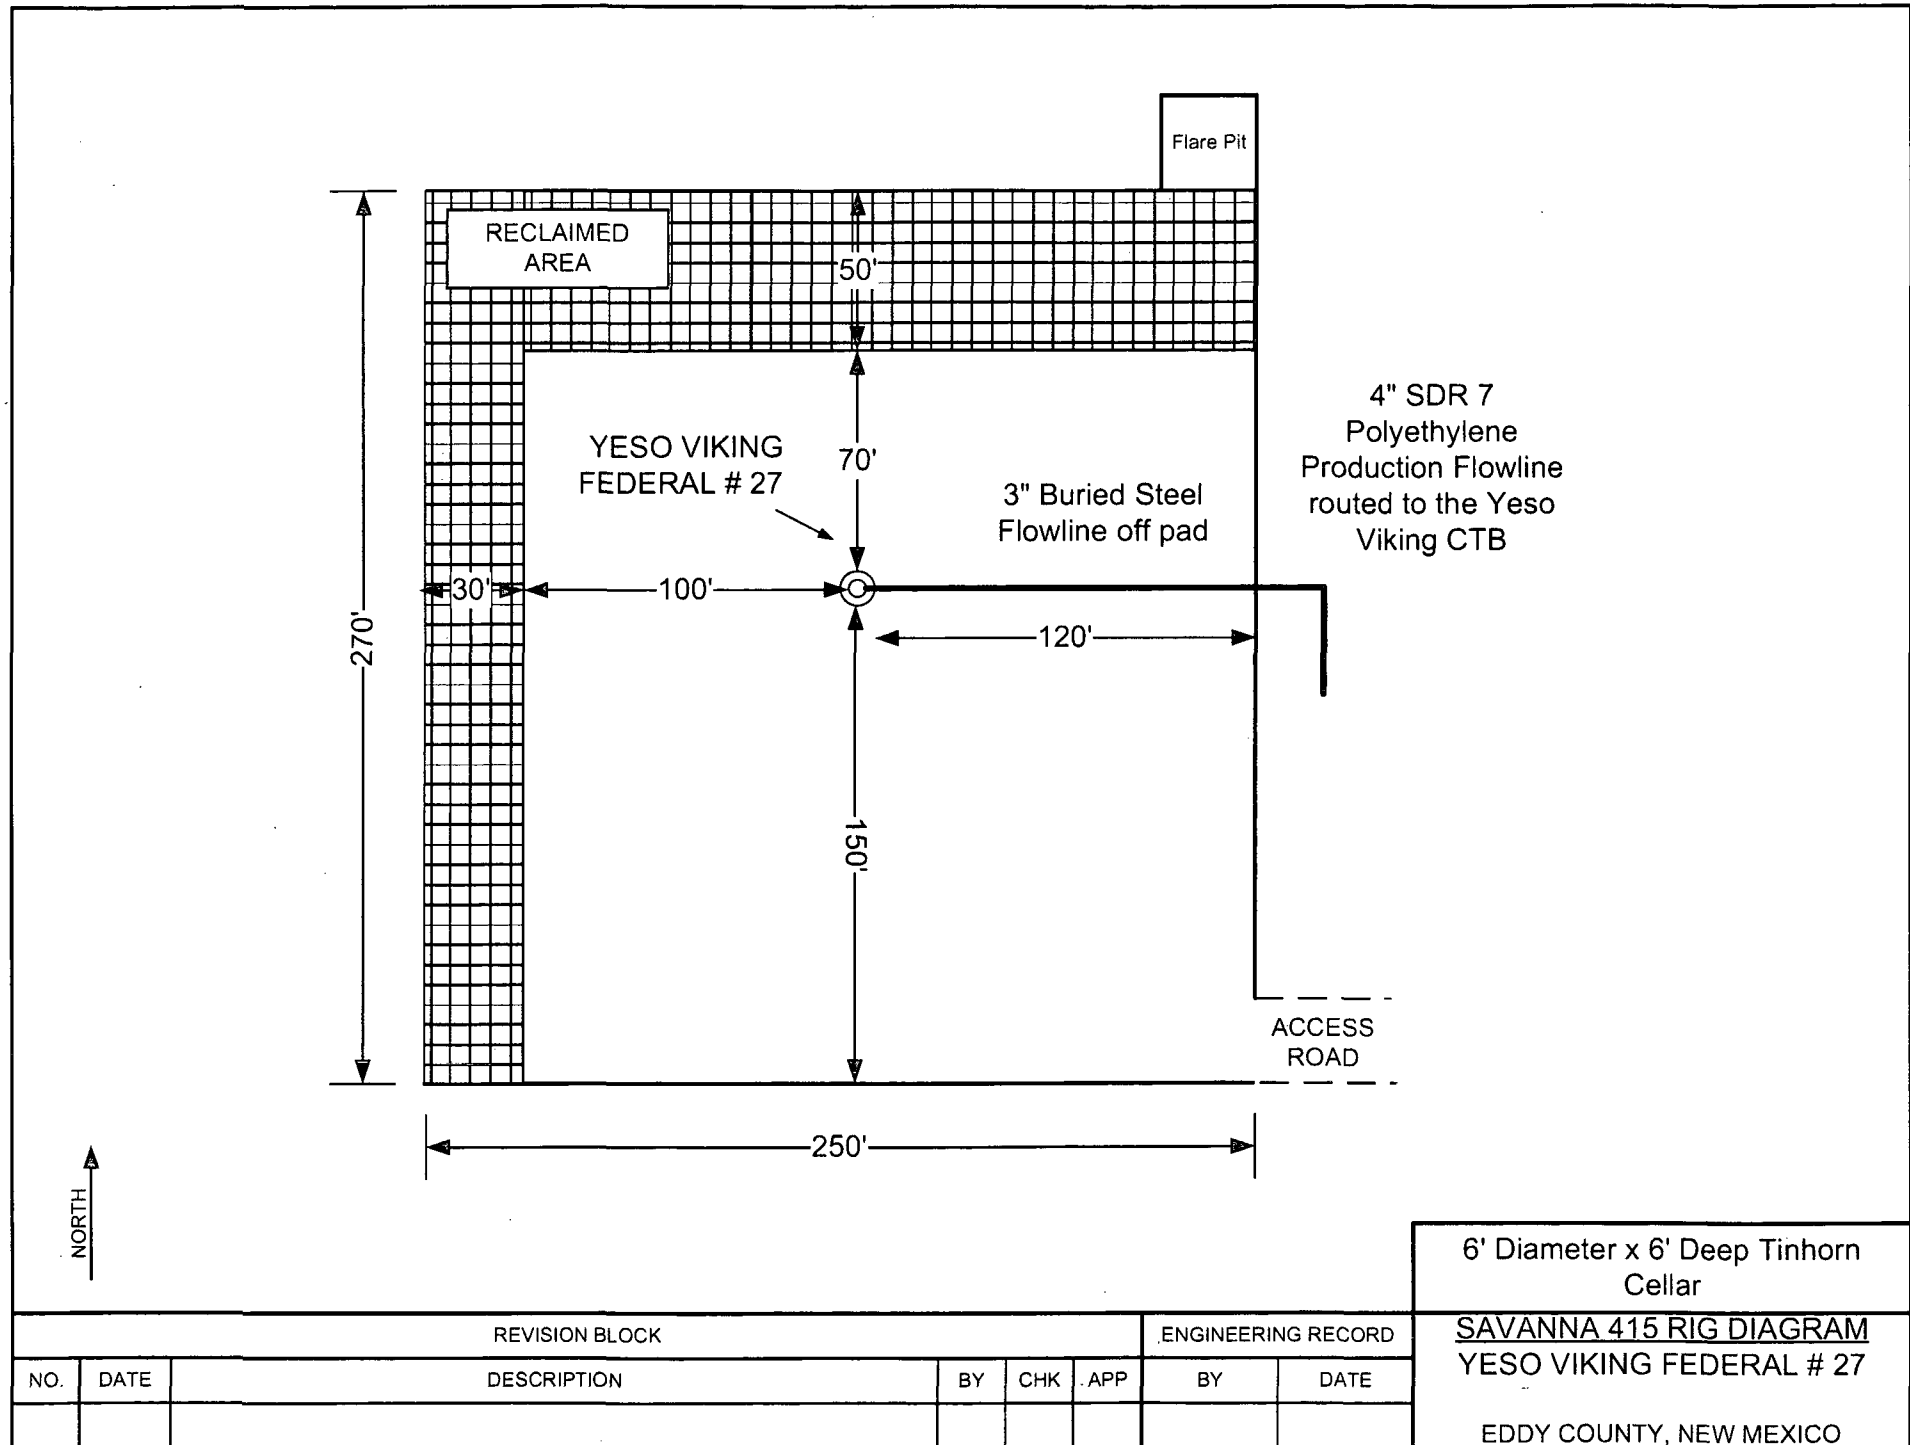 Flare Pit
RECLAIMED
AREA
50'
4" SDR 7
Polyethylene
Production Flowline
routed to the Yeso
Viking CTB
YESO VIKING
FEDERAL # 27
70'
3" Buried Steel
Flowline off pad
30'
100'
270'
120'
150'
ACCESS
ROAD
250'
NORTH
6' Diameter x 6' Deep Tinhorn
Cellar
REVISION BLOCK
ENGINEERING RECORD
SAVANNA 415 RIG DIAGRAM
YESO VIKING FEDERAL # 27
NO.
DATE
DESCRIPTION
BY
CHK
APP
BY
DATE
EDDY COUNTY, NEW MEXICO